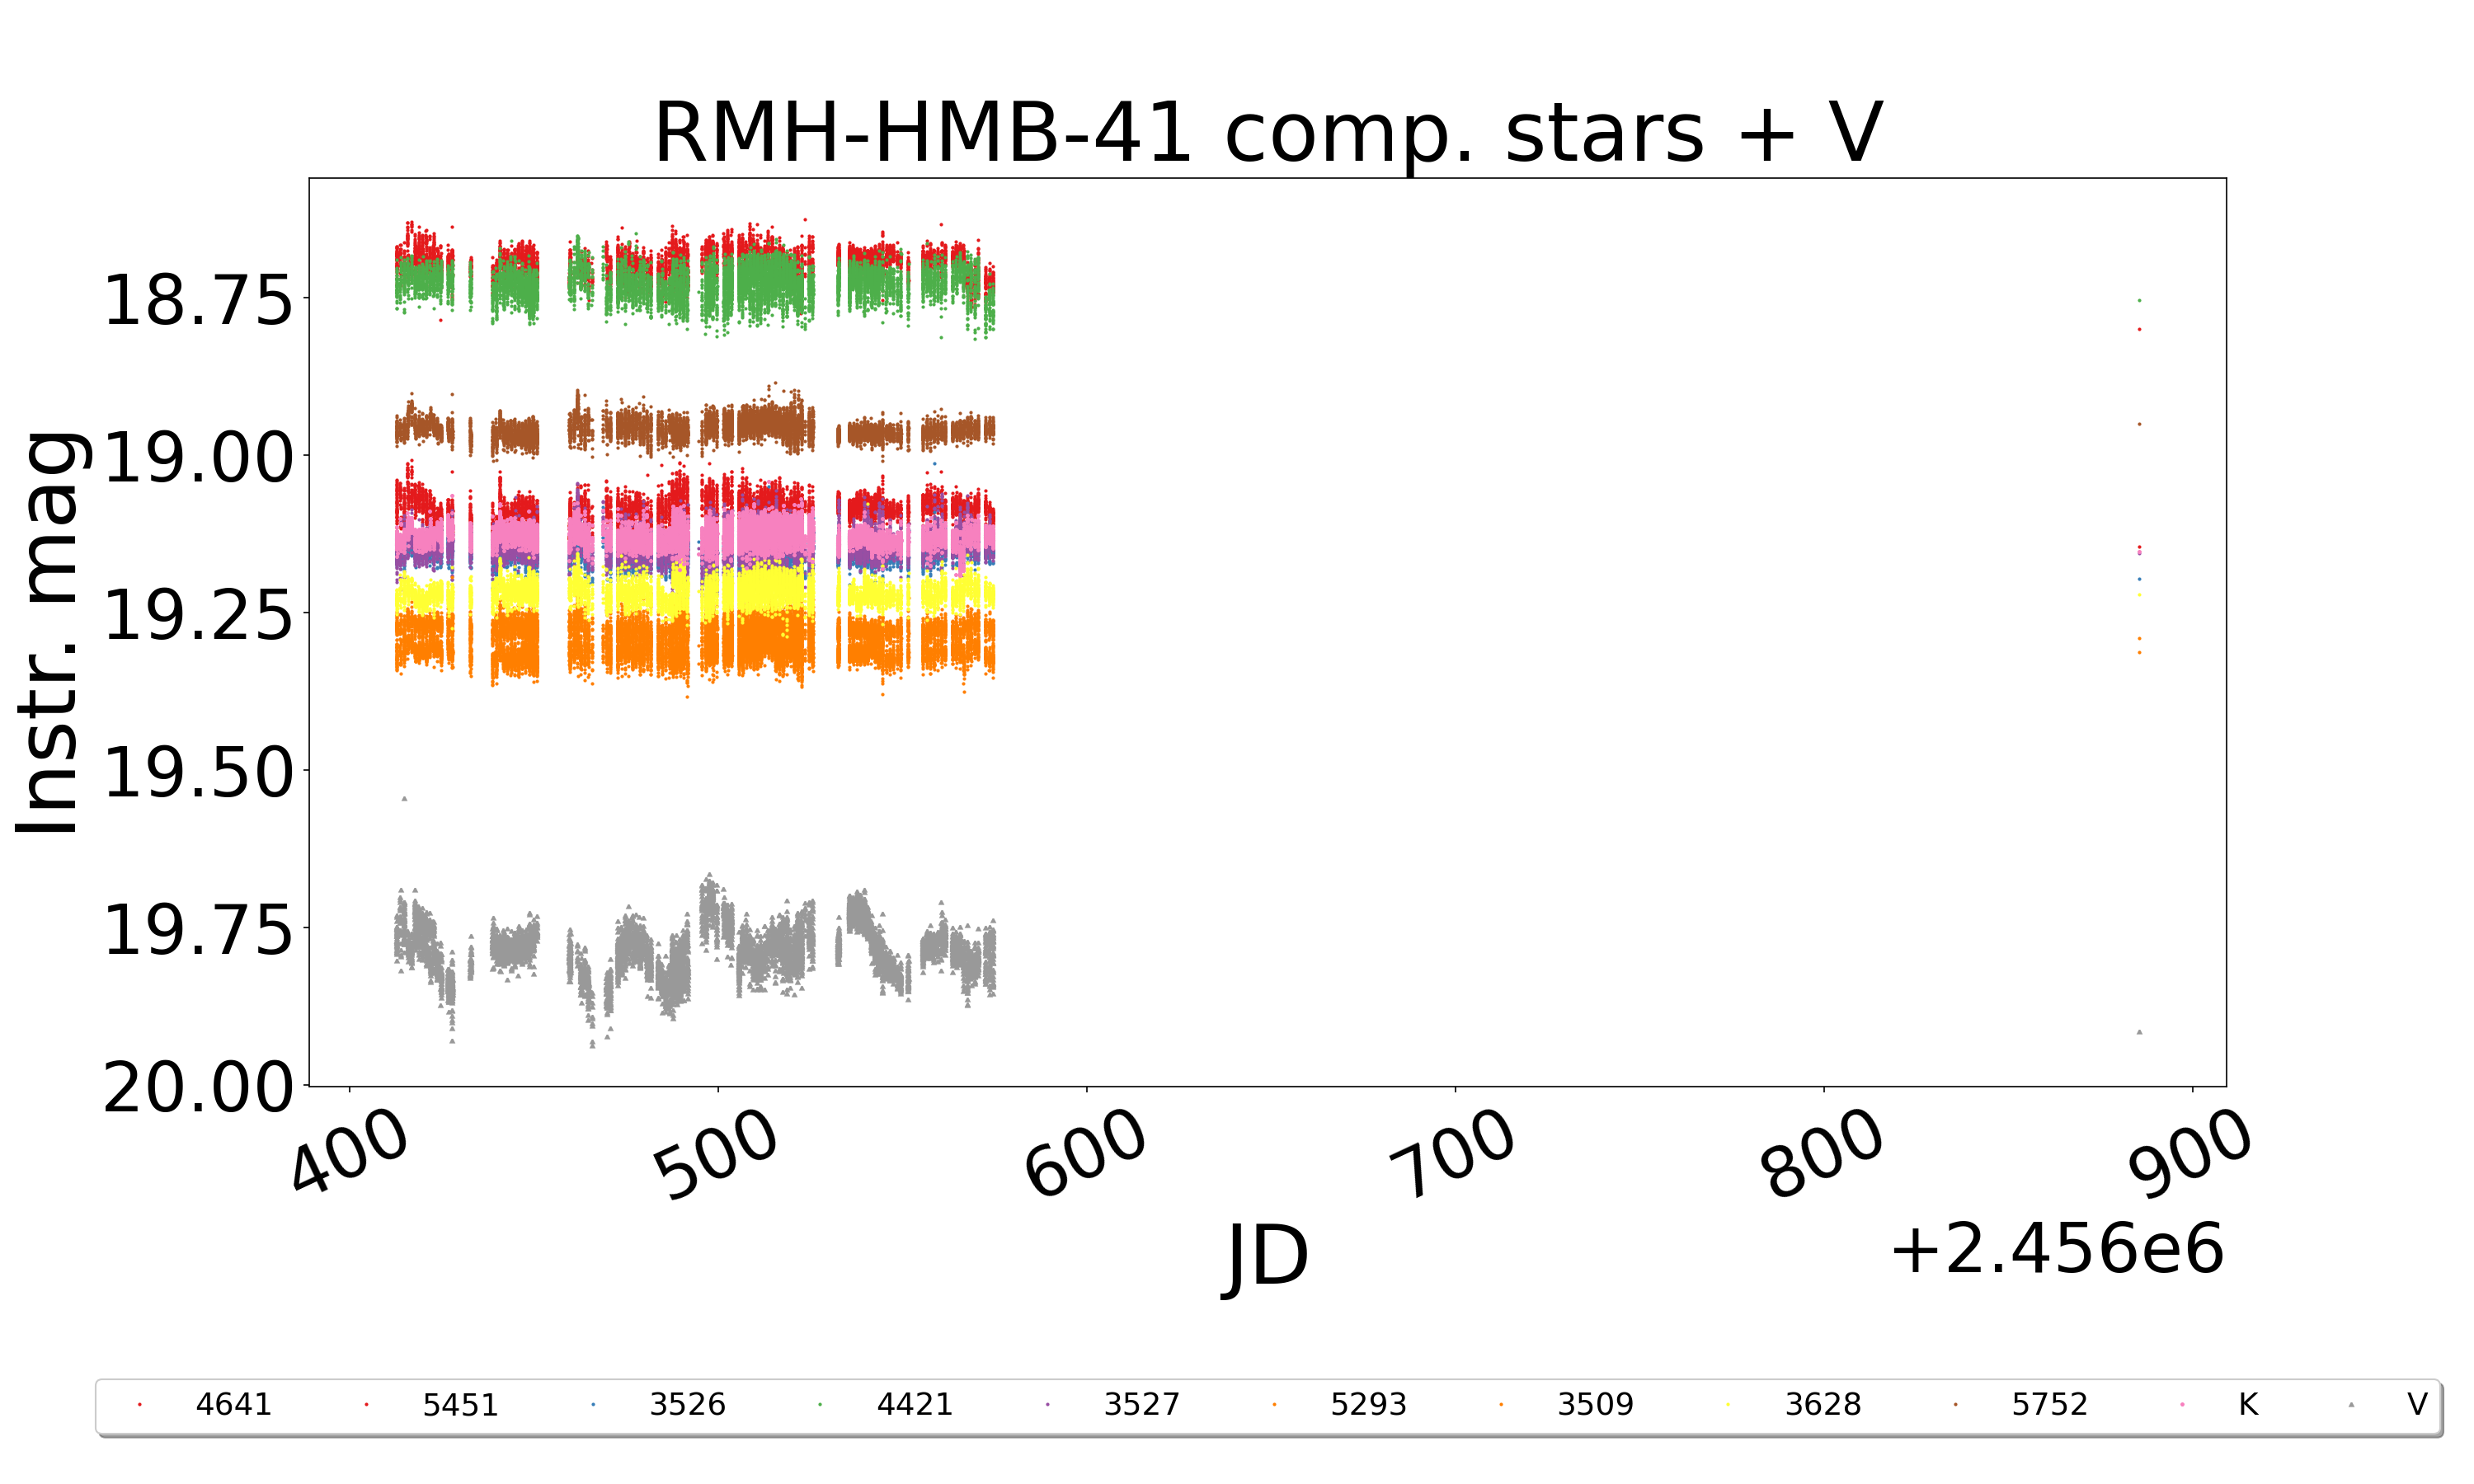 RMH-HMB-41 comp. stars + V
Instr. mag
18.75
19.00
19.25
19.50
19.75
20.00
400 500 600 700 800 900
JD
+2.456e6
4641 5451 3526 4421 3527 5293 3509 3628 5752 K V